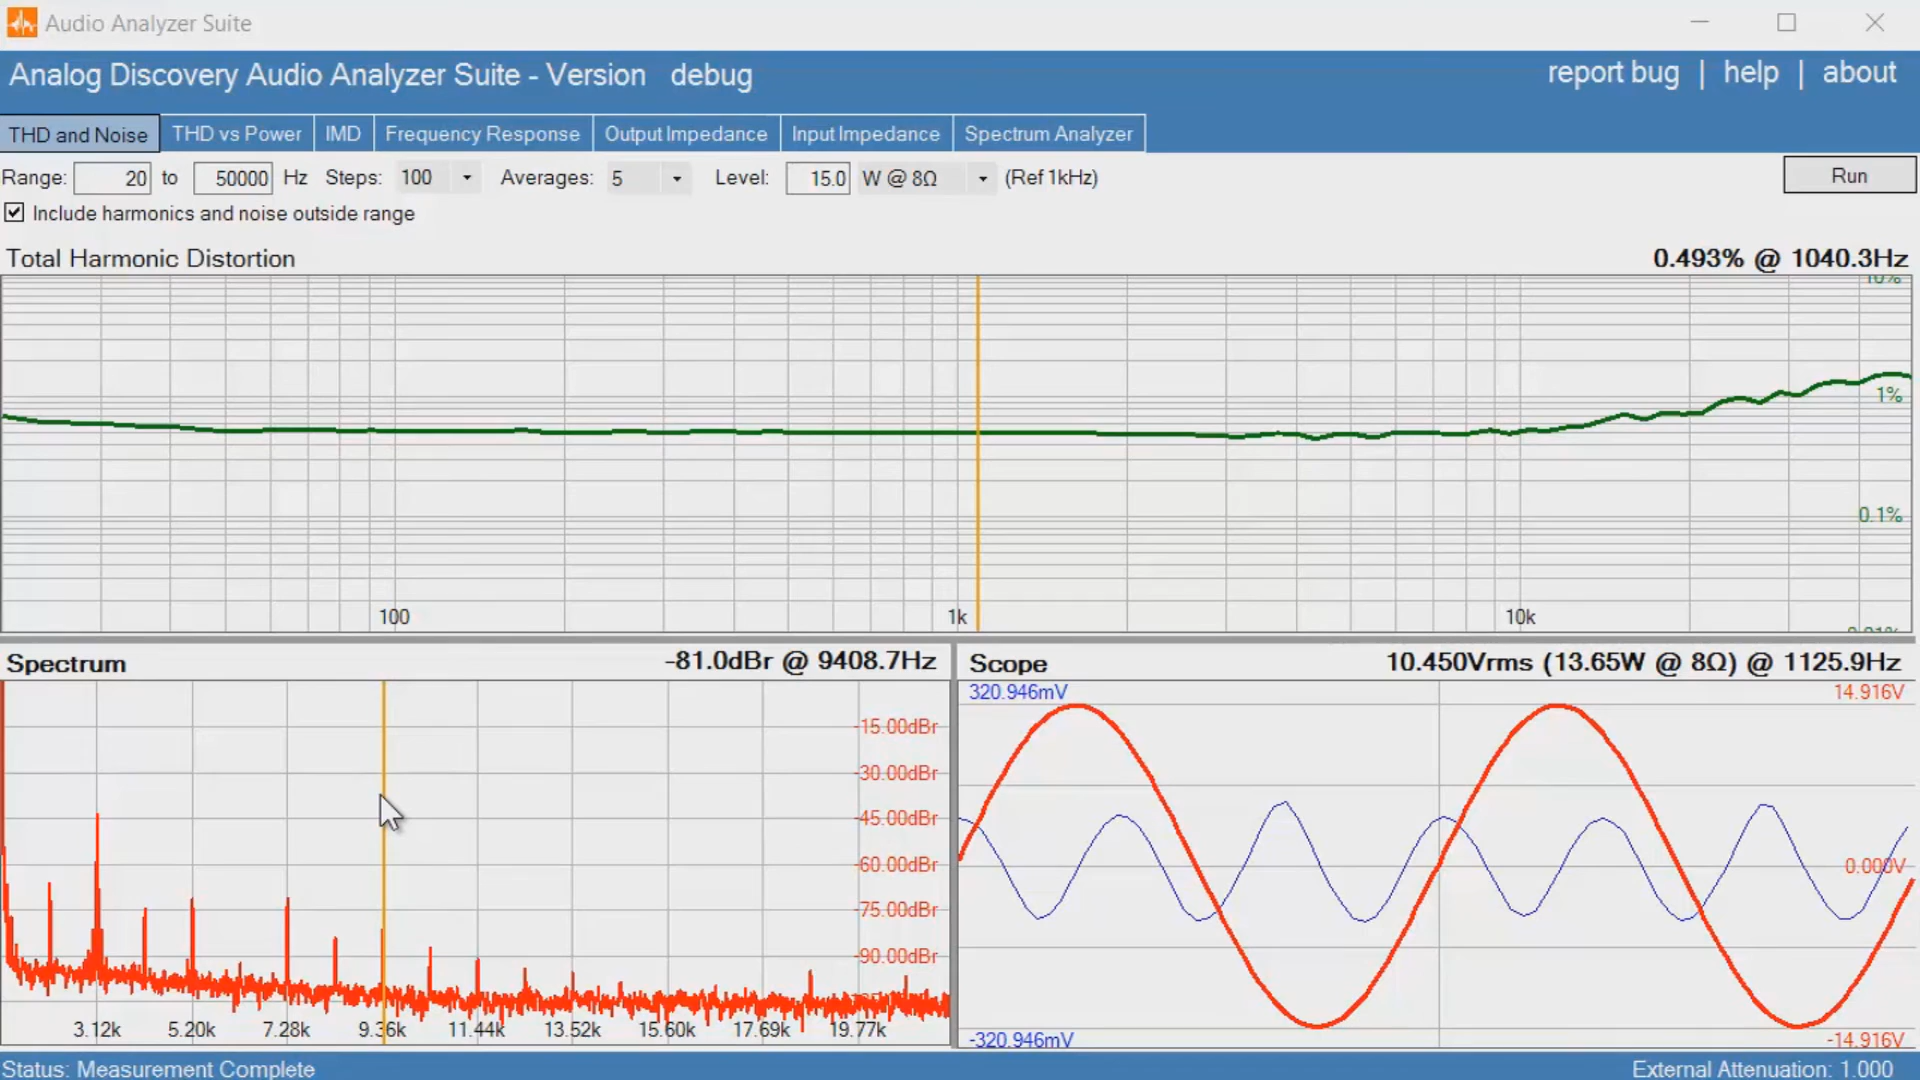 Audio Analyzer Suite
Analog Discovery Audio Analyzer Suite - Version debug
report bug | help | about
THD and Noise THD vs Power IMD Frequency Response Output Impedance Input Impedance Spectrum Analyzer
Range: 20 to 50000 Hz Steps: 100 Averages: 5 Level: 15.0 W @ 8Ω (Ref 1kHz)
Run
Include harmonics and noise outside range
Total Harmonic Distortion
0.493% @ 1040.3Hz
10%
1%
0.1%
100 1k 10k
0.01%
Spectrum
-81.0dBr @ 9408.7Hz
-15.00dBr
-30.00dBr
-45.00dBr
-60.00dBr
-75.00dBr
-90.00dBr
3.12k 5.20k 7.28k 9.36k 11.44k 13.52k 15.60k 17.69k 19.77k
Scope
10.450Vrms (13.65W @ 8Ω) @ 1125.9Hz
320.946mV 14.916V
0.000V
-320.946mV -14.916V
Status: Measurement Complete
External Attenuation: 1.000